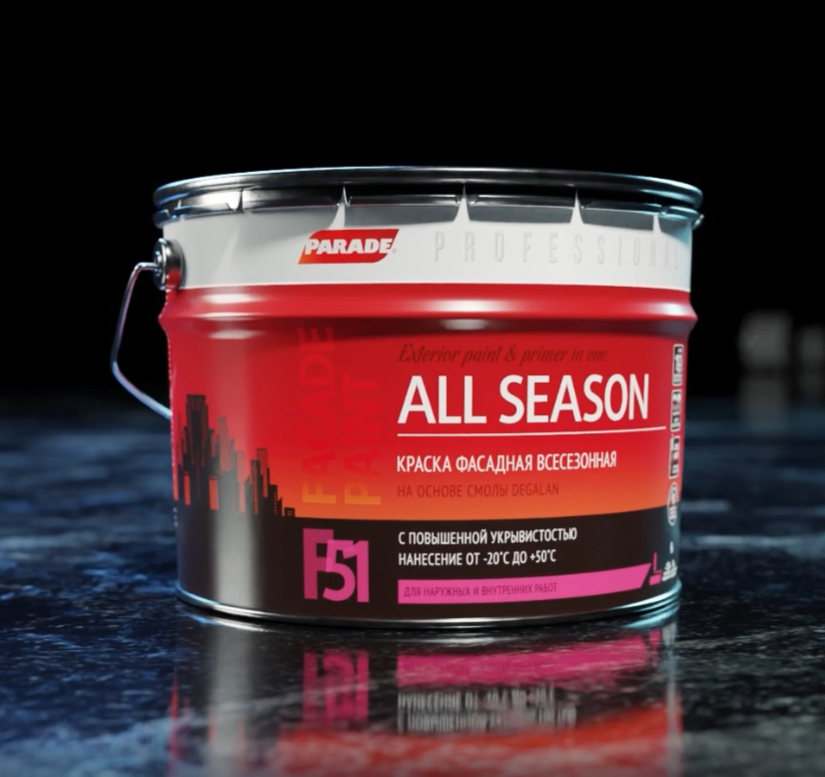 PARADE
PROFESSIONAL
Exterior paint & primer in one
ALL SEASON
FACADE
PAINT
КРАСКА ФАСАДНАЯ ВСЕСЕЗОННАЯ
НА ОСНОВЕ СМОЛЫ DEGALAN
F51
С ПОВЫШЕННОЙ УКРЫВИСТОСТЬЮ
НАНЕСЕНИЕ ОТ -20°C ДО +50°C
ДЛЯ НАРУЖНЫХ И ВНУТРЕННИХ РАБОТ
L